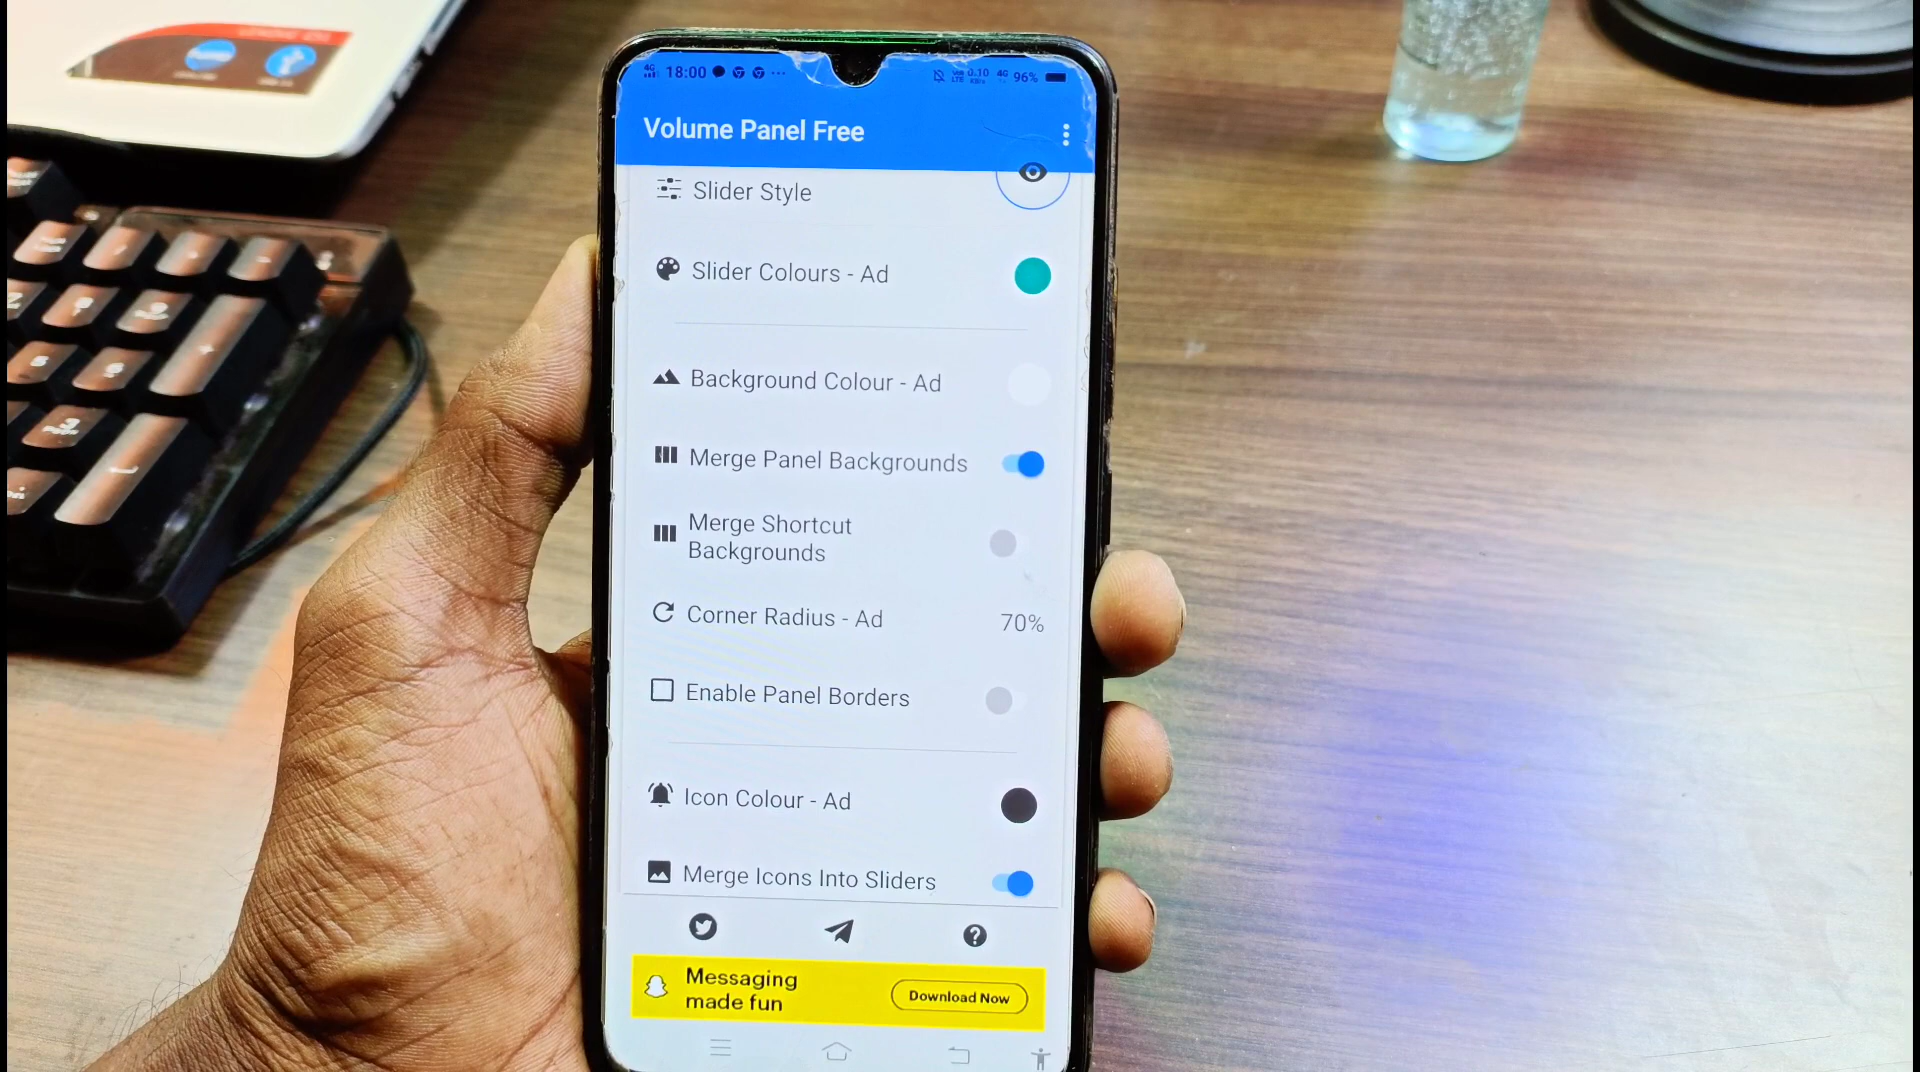 4G 18:00 4G 96%
Volume Panel Free
Slider Style
Slider Colours - Ad
Background Colour - Ad
Merge Panel Backgrounds
Merge Shortcut
Backgrounds
Corner Radius - Ad 70%
Enable Panel Borders
Icon Colour - Ad
Merge Icons Into Sliders
Messaging
made fun
Download Now